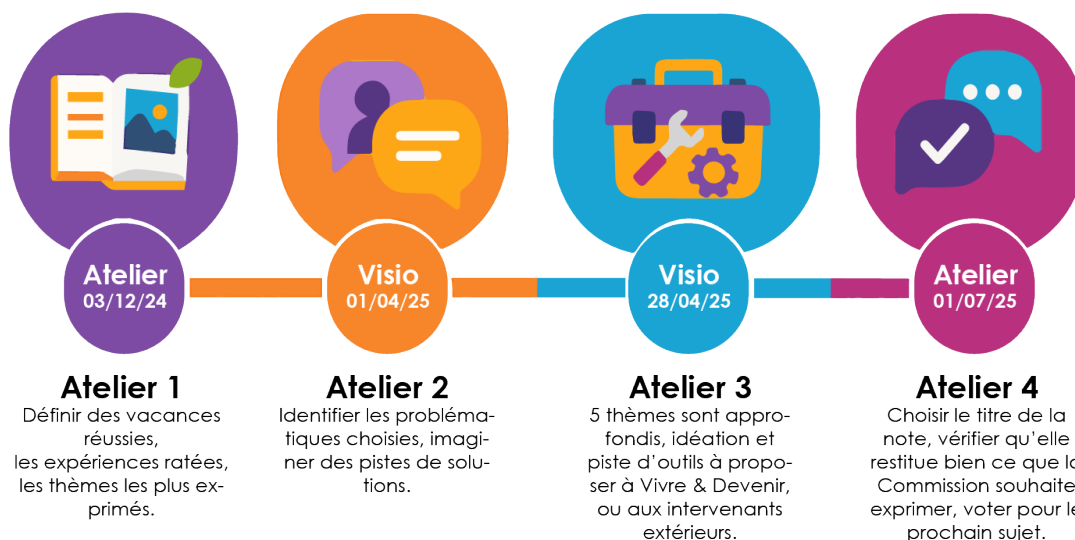 Atelier
03/12/24
Atelier 1
Définir des vacances
réussies,
les expériences ratées,
les thèmes les plus ex-
primés.
Visio
01/04/25
Atelier 2
Identifier les probléma-
tiques choisies, imagi-
ner des pistes de solu-
tions.
Visio
28/04/25
Atelier 3
5 thèmes sont appro-
fondis, idéation et
piste d'outils à propo-
ser à Vivre & Devenir,
ou aux intervenants
extérieurs.
Atelier
01/07/25
Atelier 4
Choisir le titre de la
note, vérifier qu'elle
restitue bien ce que
Commission souhaite
exprimer, voter pour
prochain sujet.